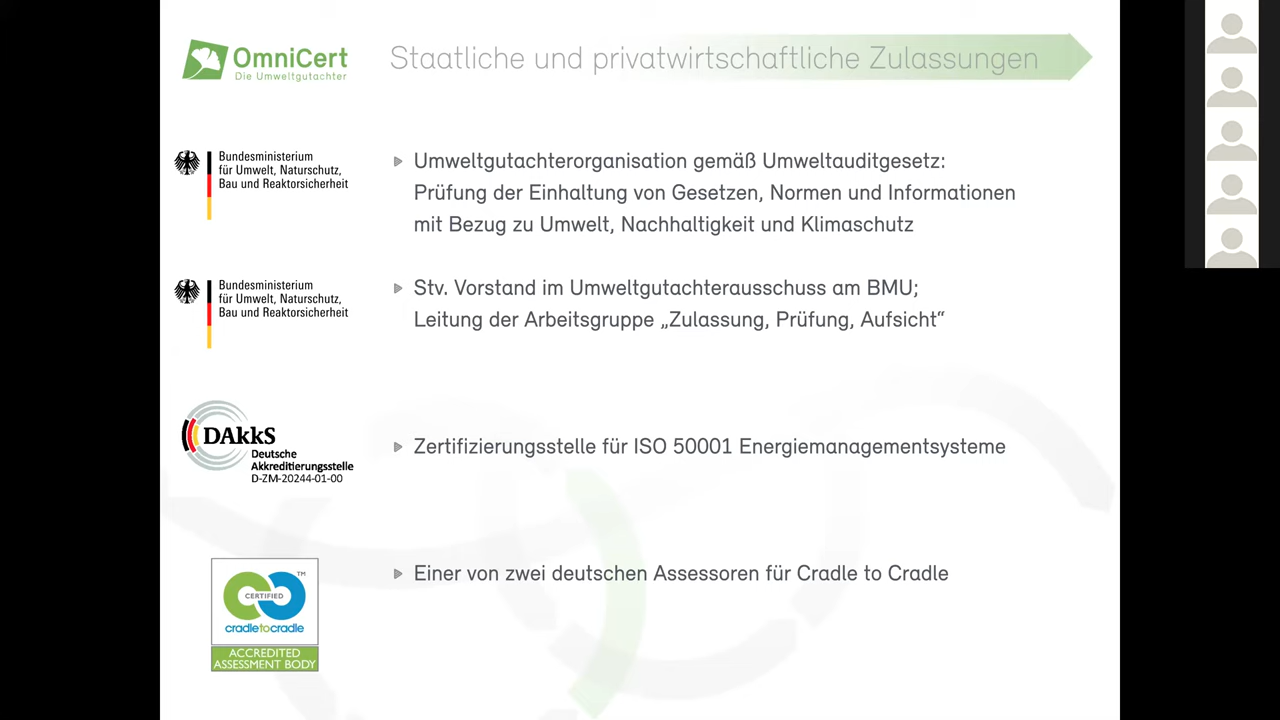 OmniCert
Die Umweltgutachter
Staatliche und privatwirtschaftliche Zulassungen
Bundesministerium
für Umwelt, Naturschutz,
Bau und Reaktorsicherheit
Umweltgutachterorganisation gemäß Umweltauditgesetz:
Prüfung der Einhaltung von Gesetzen, Normen und Informationen
mit Bezug zu Umwelt, Nachhaltigkeit und Klimaschutz
Bundesministerium
für Umwelt, Naturschutz,
Bau und Reaktorsicherheit
Stv. Vorstand im Umweltgutachterausschuss am BMU;
Leitung der Arbeitsgruppe „Zulassung, Prüfung, Aufsicht“
DAkkS
Deutsche
Akkreditierungsstelle
D-ZM-20244-01-00
Zertifizierungsstelle für ISO 50001 Energiemanagementsysteme
TM
CERTIFIED
cradletocradle
ACCREDITED
ASSESSMENT BODY
Einer von zwei deutschen Assessoren für Cradle to Cradle